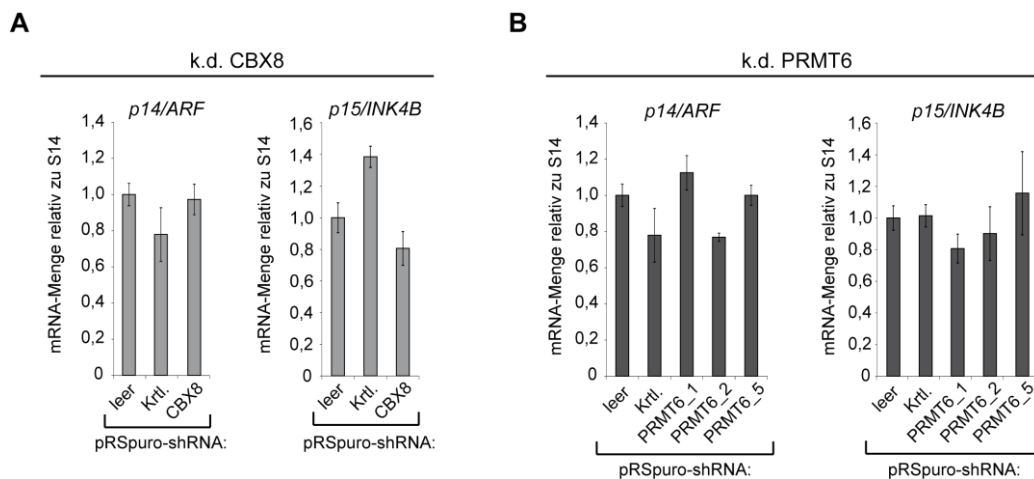 A
k.d. CBX8
p14/ARF
mRNA-Menge relativ zu S14
1,4
1,2
1,0
0,8
0,6
0,4
0,2
0
leer
Krtl.
CBX8
pRSpuro-shRNA:
p15/INK4B
mRNA-Menge relativ zu S14
1,6
1,4
1,2
1,0
0,8
0,6
0,4
0,2
0
leer
Krtl.
CBX8
pRSpuro-shRNA:
B
k.d. PRMT6
p14/ARF
mRNA-Menge relativ zu S14
1,4
1,2
1,0
0,8
0,6
0,4
0,2
0
leer
Krtl.
PRMT6_1
PRMT6_2
PRMT6_5
pRSpuro-shRNA:
p15/INK4B
mRNA-Menge relativ zu S14
1,6
1,4
1,2
1,0
0,8
0,6
0,4
0,2
0
leer
Krtl.
PRMT6_1
PRMT6_2
PRMT6_5
pRSpuro-shRNA: